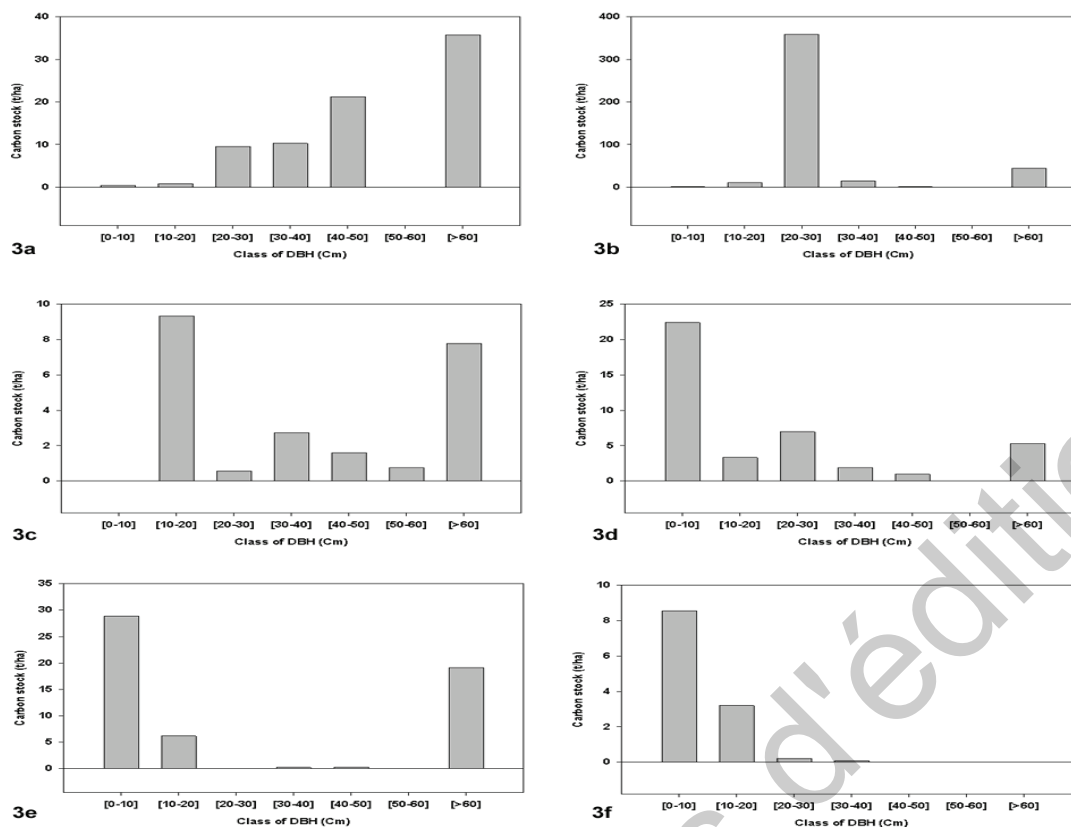 40
30
20
10
0
Carbon stock (t/ha)
[0-10] [10-20] [20-30] [30-40] [40-50] [50-60] [>60]
Class of DBH (Cm)
3a
400
300
200
100
0
Carbon stock (t/ha)
[0-10] [10-20] [20-30] [30-40] [40-50] [50-60] [>60]
Class of DBH (Cm)
3b
10
8
6
4
2
0
Carbon stock (t/ha)
[0-10] [10-20] [20-30] [30-40] [40-50] [50-60] [>60]
Class of DBH (Cm)
3c
25
20
15
10
5
0
Carbon stock (t/ha)
[0-10] [10-20] [20-30] [30-40] [40-50] [50-60] [>60]
Class of DBH (Cm)
3d
35
30
25
20
15
10
5
0
Carbon stock (t/ha)
[0-10] [10-20] [20-30] [30-40] [40-50] [50-60] [>60]
Class of DBH (Cm)
3e
10
8
6
4
2
0
Carbon stock (t/ha)
[0-10] [10-20] [20-30] [30-40] [40-50] [50-60] [>60]
Class of DBH (Cm)
3f
d'éditio